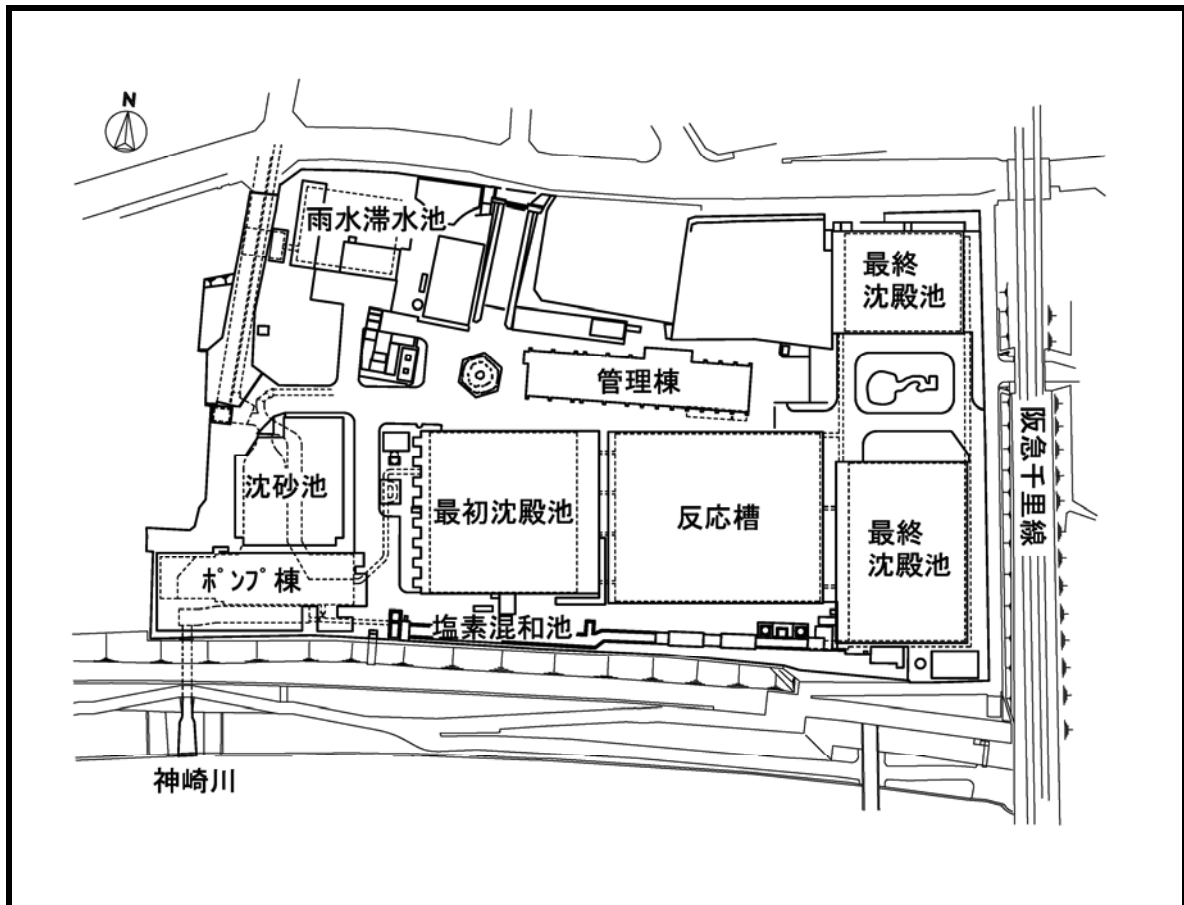 N
雨水滞水池
最終
沈殿池
管理棟
阪急千里線
沈砂池
最初沈殿池
反応槽
最終
沈殿池
ﾎﾟﾝﾌﾟ棟
塩素混和池
神崎川